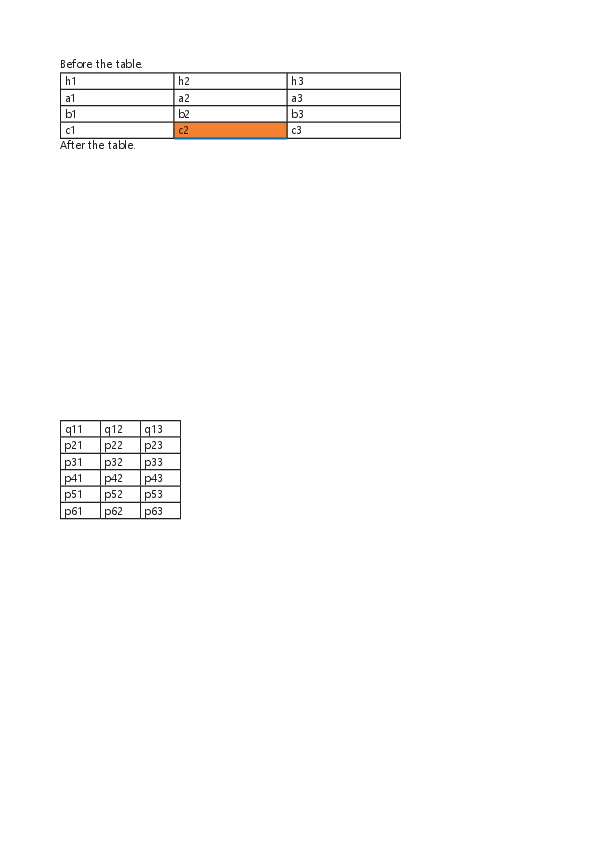 Before the table.
h1 h2 h3
a1 a2 a3
b1 b2 b3
c1 c2 c3
After the table.
q11 q12 q13
p21 p22 p23
p31 p32 p33
p41 p42 p43
p51 p52 p53
p61 p62 p63